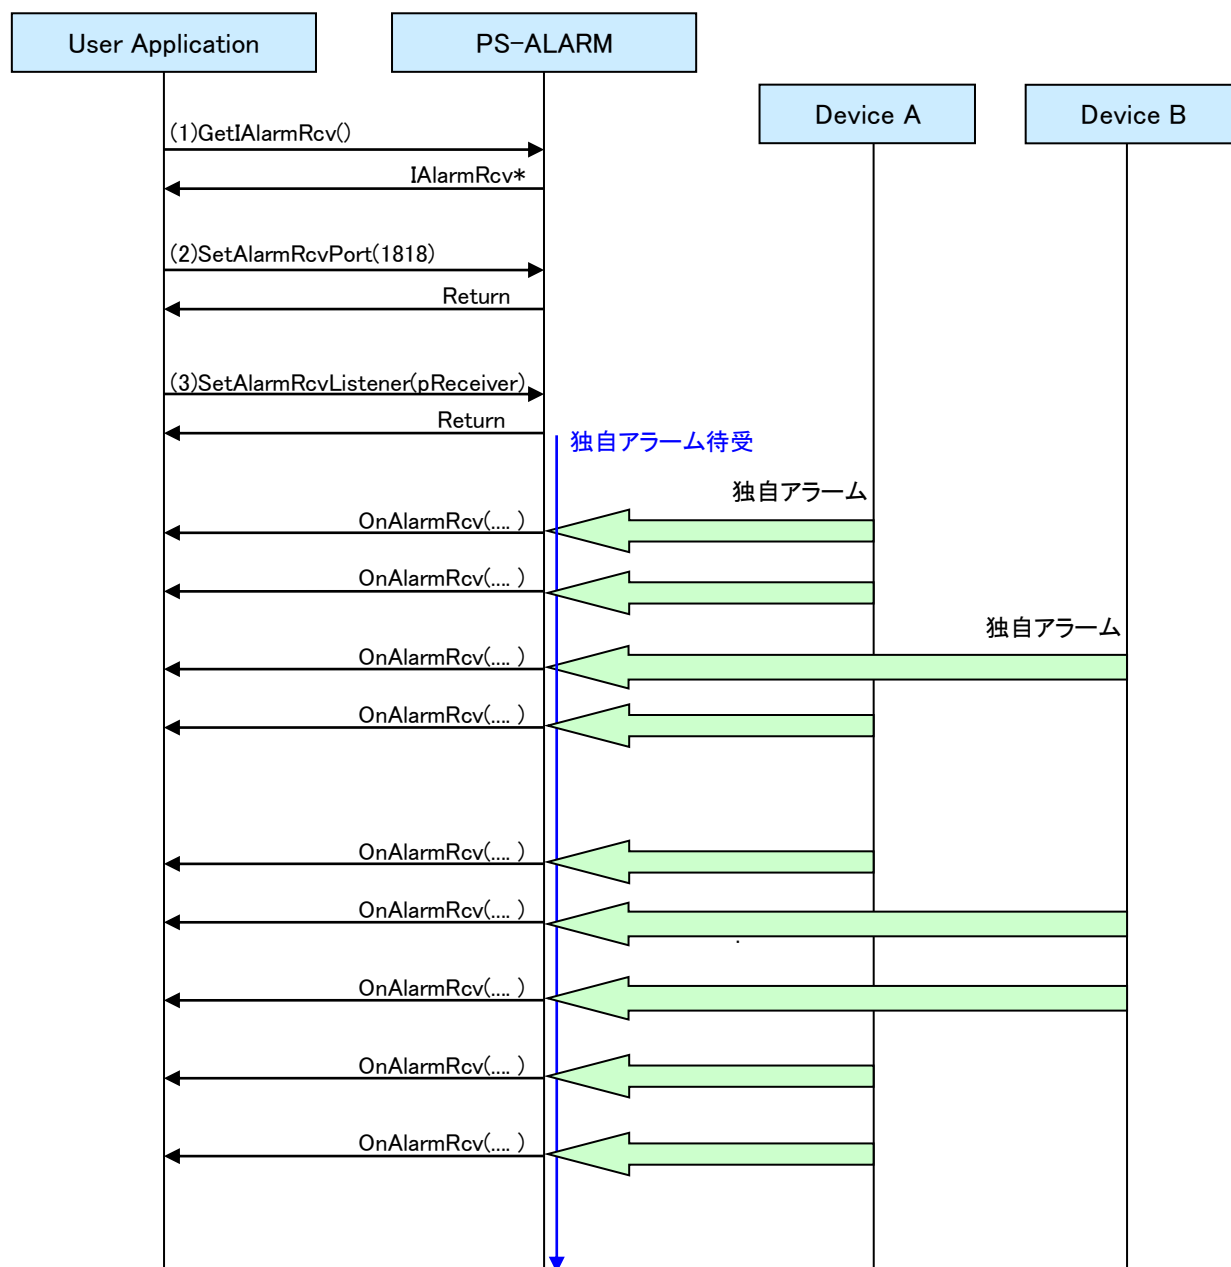 User Application
PS-ALARM
Device A
Device B
(1)GetIAlarmRcv()
IAlarmRcv*
(2)SetAlarmRcvPort(1818)
Return
(3)SetAlarmRcvListener(pReceiver)
Return
独自アラーム待受
独自アラーム
OnAlarmRcv(.... )
OnAlarmRcv(.... )
独自アラーム
OnAlarmRcv(.... )
OnAlarmRcv(.... )
OnAlarmRcv(.... )
OnAlarmRcv(.... )
OnAlarmRcv(.... )
OnAlarmRcv(.... )
OnAlarmRcv(.... )